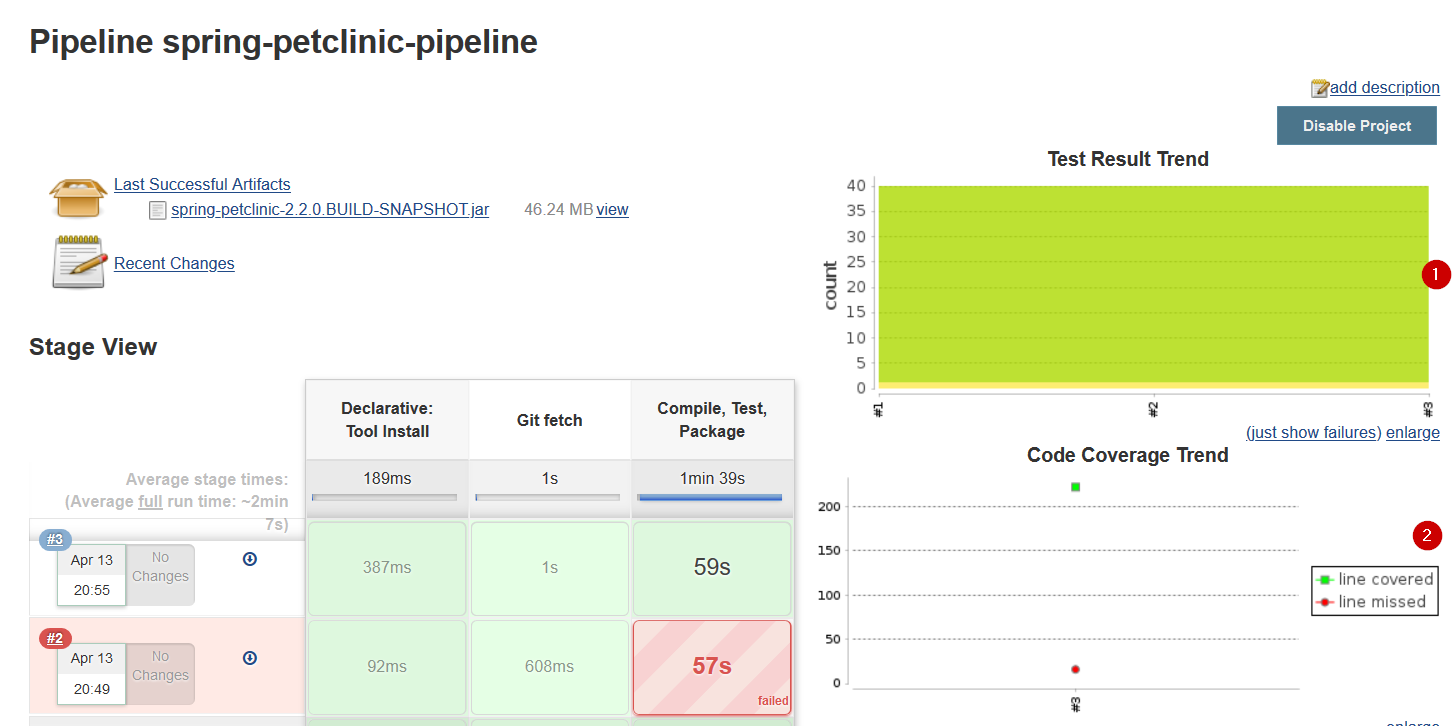 Pipeline spring-petclinic-pipeline
add description
Disable Project
Last Successful Artifacts
spring-petclinic-2.2.0.BUILD-SNAPSHOT.jar 46.24 MB view
Recent Changes
Test Result Trend
40
35
30
25
20
15
10
5
0
count
#1 #2 #3
1
(just show failures) enlarge
Stage View
Declarative:
Tool Install
Git fetch
Compile, Test,
Package
Average stage times:
(Average full run time: ~2min
7s)
189ms 1s 1min 39s
#3
Apr 13
20:55
No
Changes
387ms 1s 59s
#2
Apr 13
20:49
No
Changes
92ms 608ms 57s
failed
Code Coverage Trend
200
150
100
50
0
#3
2
line covered
line missed
enlarge